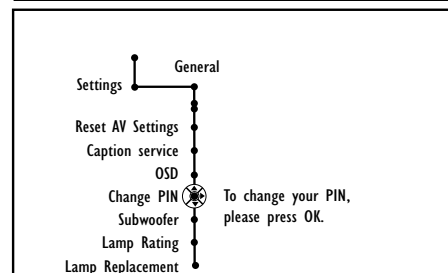 General
Settings
Reset AV Settings
Caption service
OSD
Change PIN
To change your PIN,
please press OK.
Subwoofer
Lamp Rating
Lamp Replacement